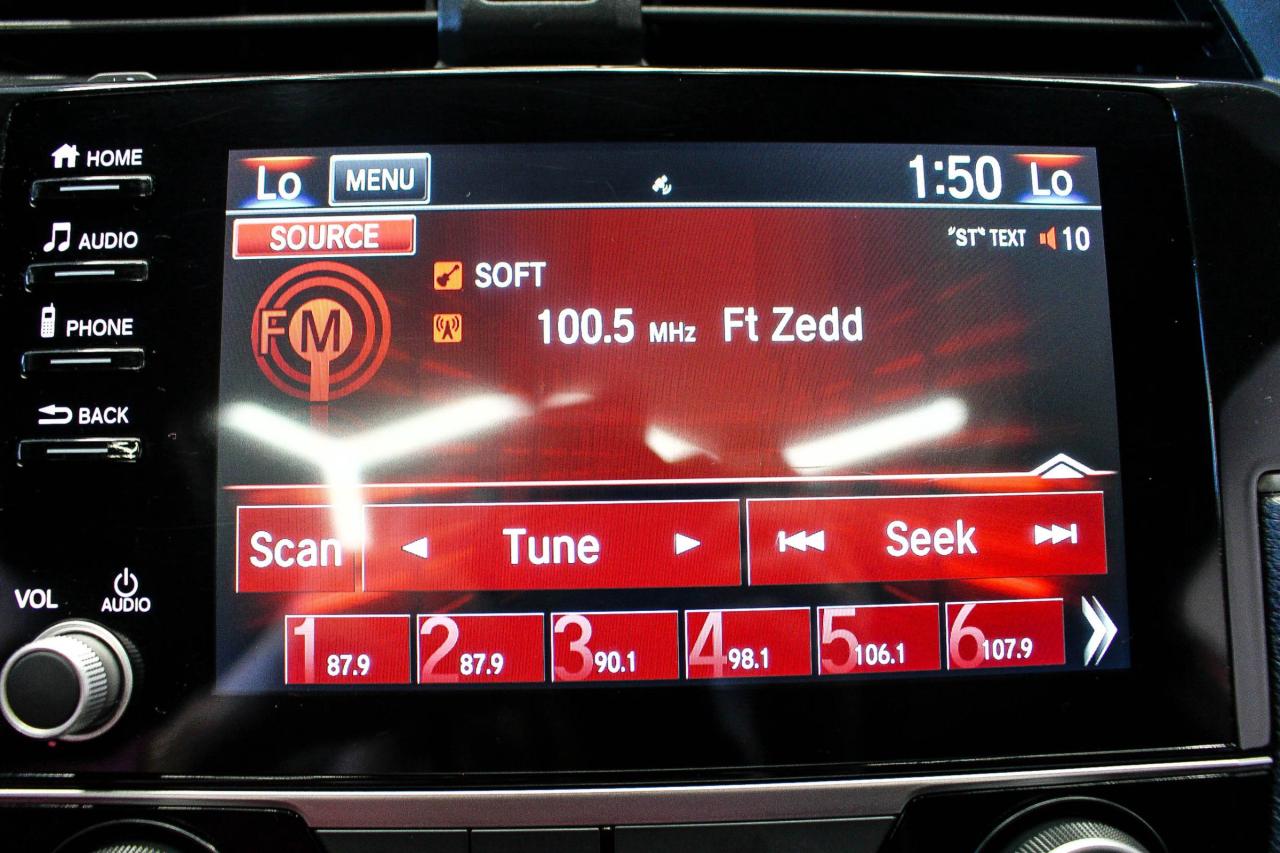 HOME
AUDIO
PHONE
BACK
VOL
AUDIO
Lo MENU 1:50 Lo
SOURCE "ST" TEXT 10
FM
SOFT
100.5 MHz Ft Zedd
Scan Tune Seek
1 87.9 2 87.9 3 90.1 4 98.1 5 106.1 6 107.9